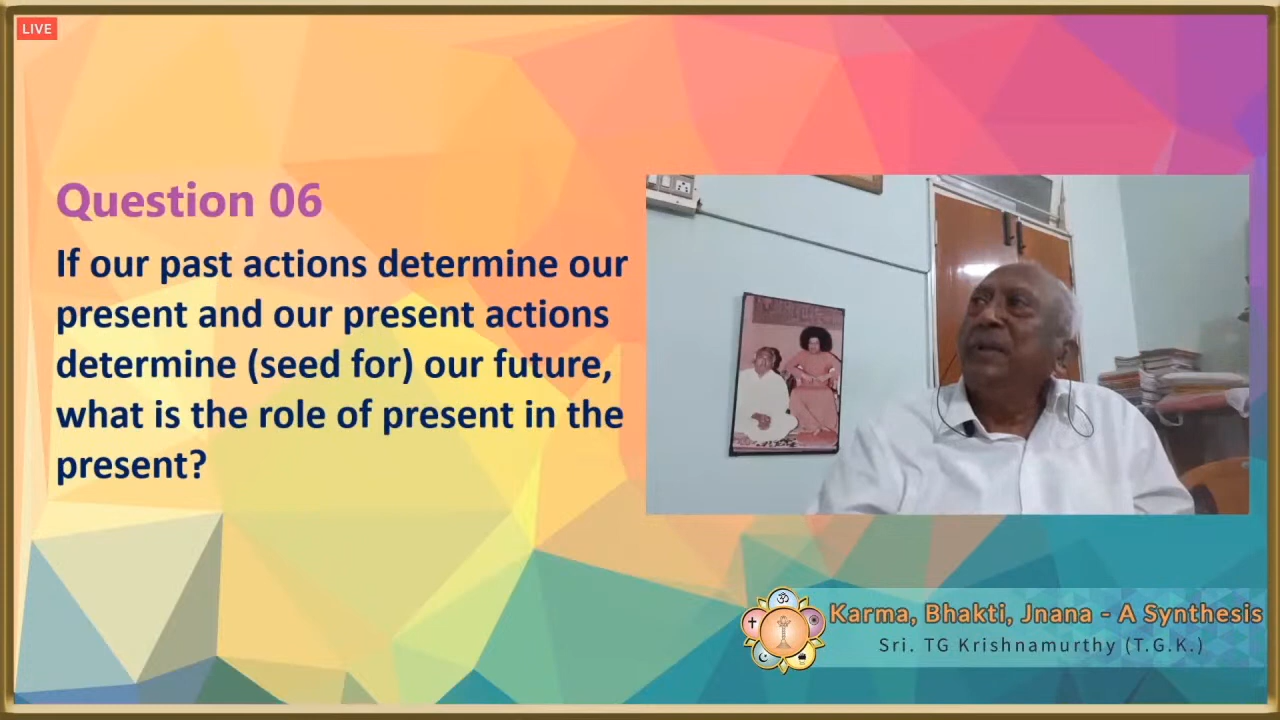 LIVE
Question 06
If our past actions determine our
present and our present actions
determine (seed for) our future,
what is the role of present in the
present?
Karma, Bhakti, Jnana - A Synthesis
Sri. TG Krishnamurthy (T.G.K.)